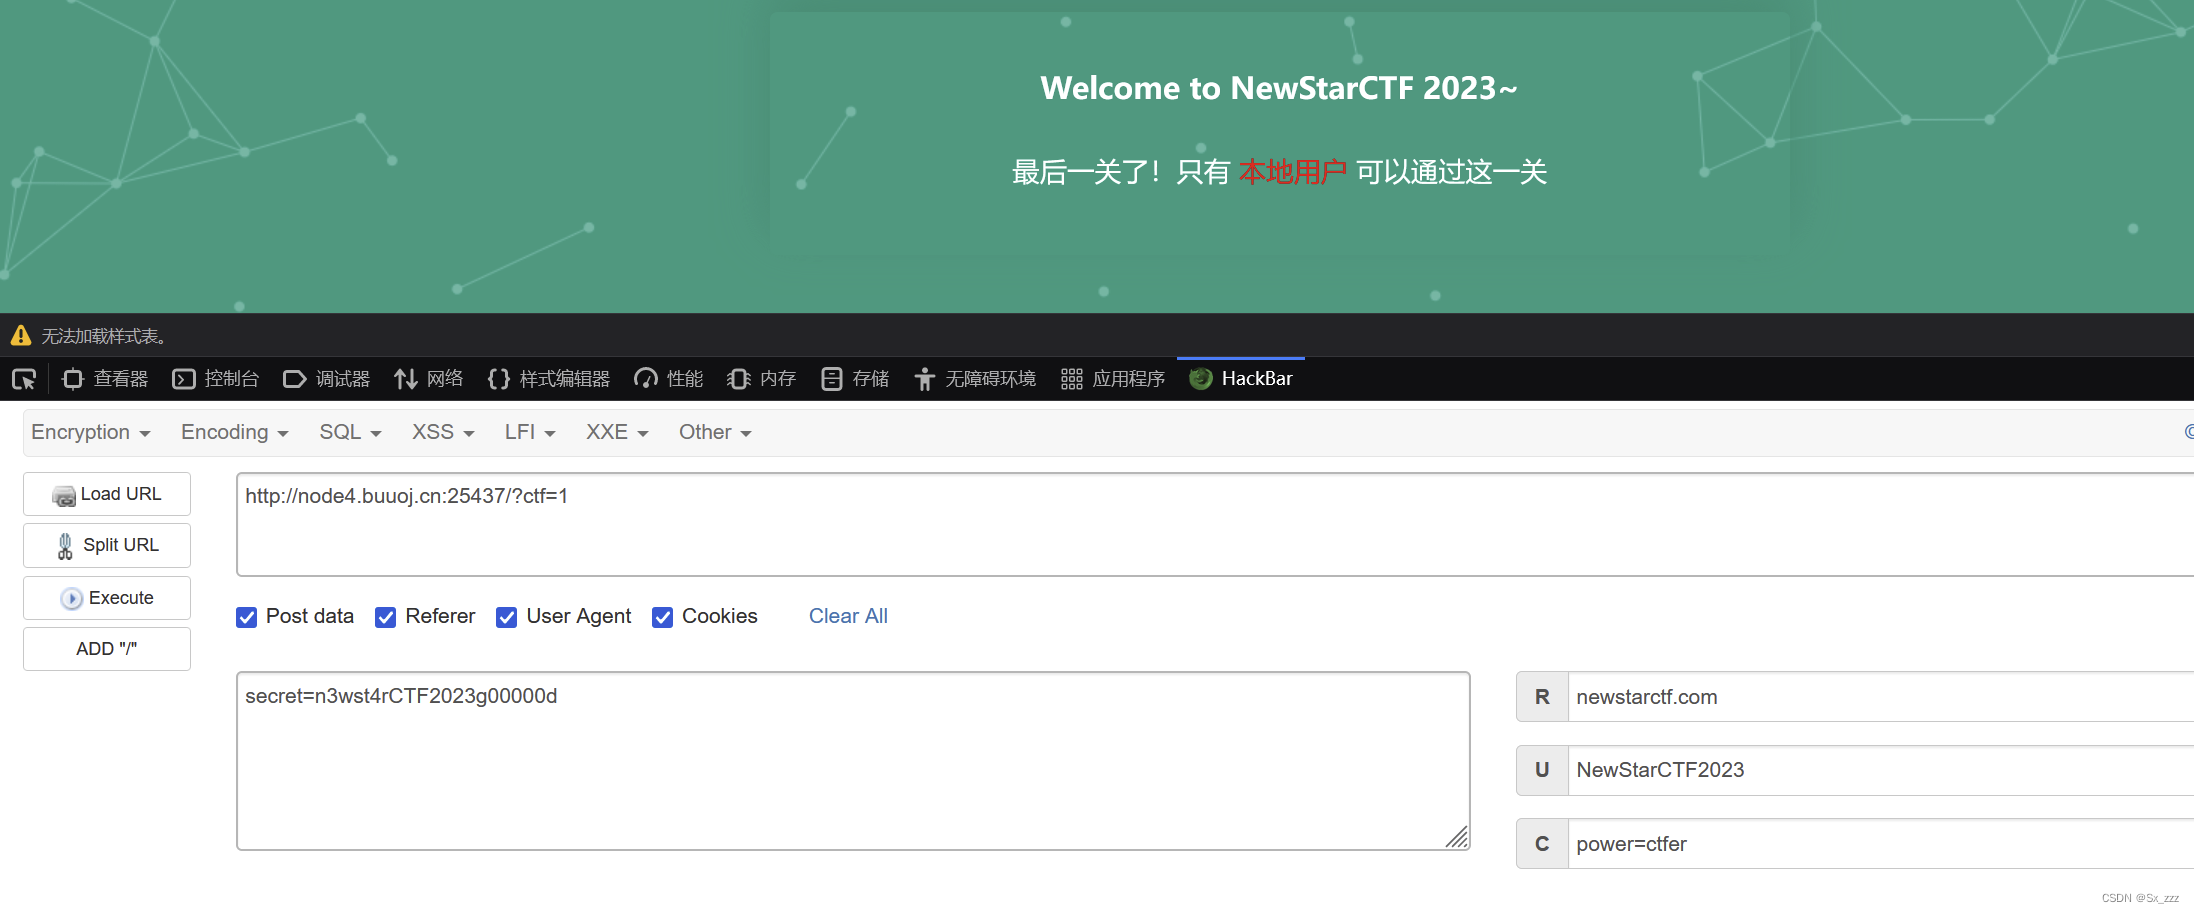 Welcome to NewStarCTF 2023~
最后一关了！只有 本地用户 可以通过这一关
无法加载样式表。
查看器 控制台 调试器 网络 样式编辑器 性能 内存 存储 无障碍环境 应用程序 HackBar
Encryption Encoding SQL XSS LFI XXE Other
Load URL
http://node4.buuoj.cn:25437/?ctf=1
Split URL
Execute
Post data Referer User Agent Cookies Clear All
ADD "/"
secret=n3wst4rCTF2023g00000d
R newstarctf.com
U NewStarCTF2023
C power=ctfer
CSDN @Sx_zzz